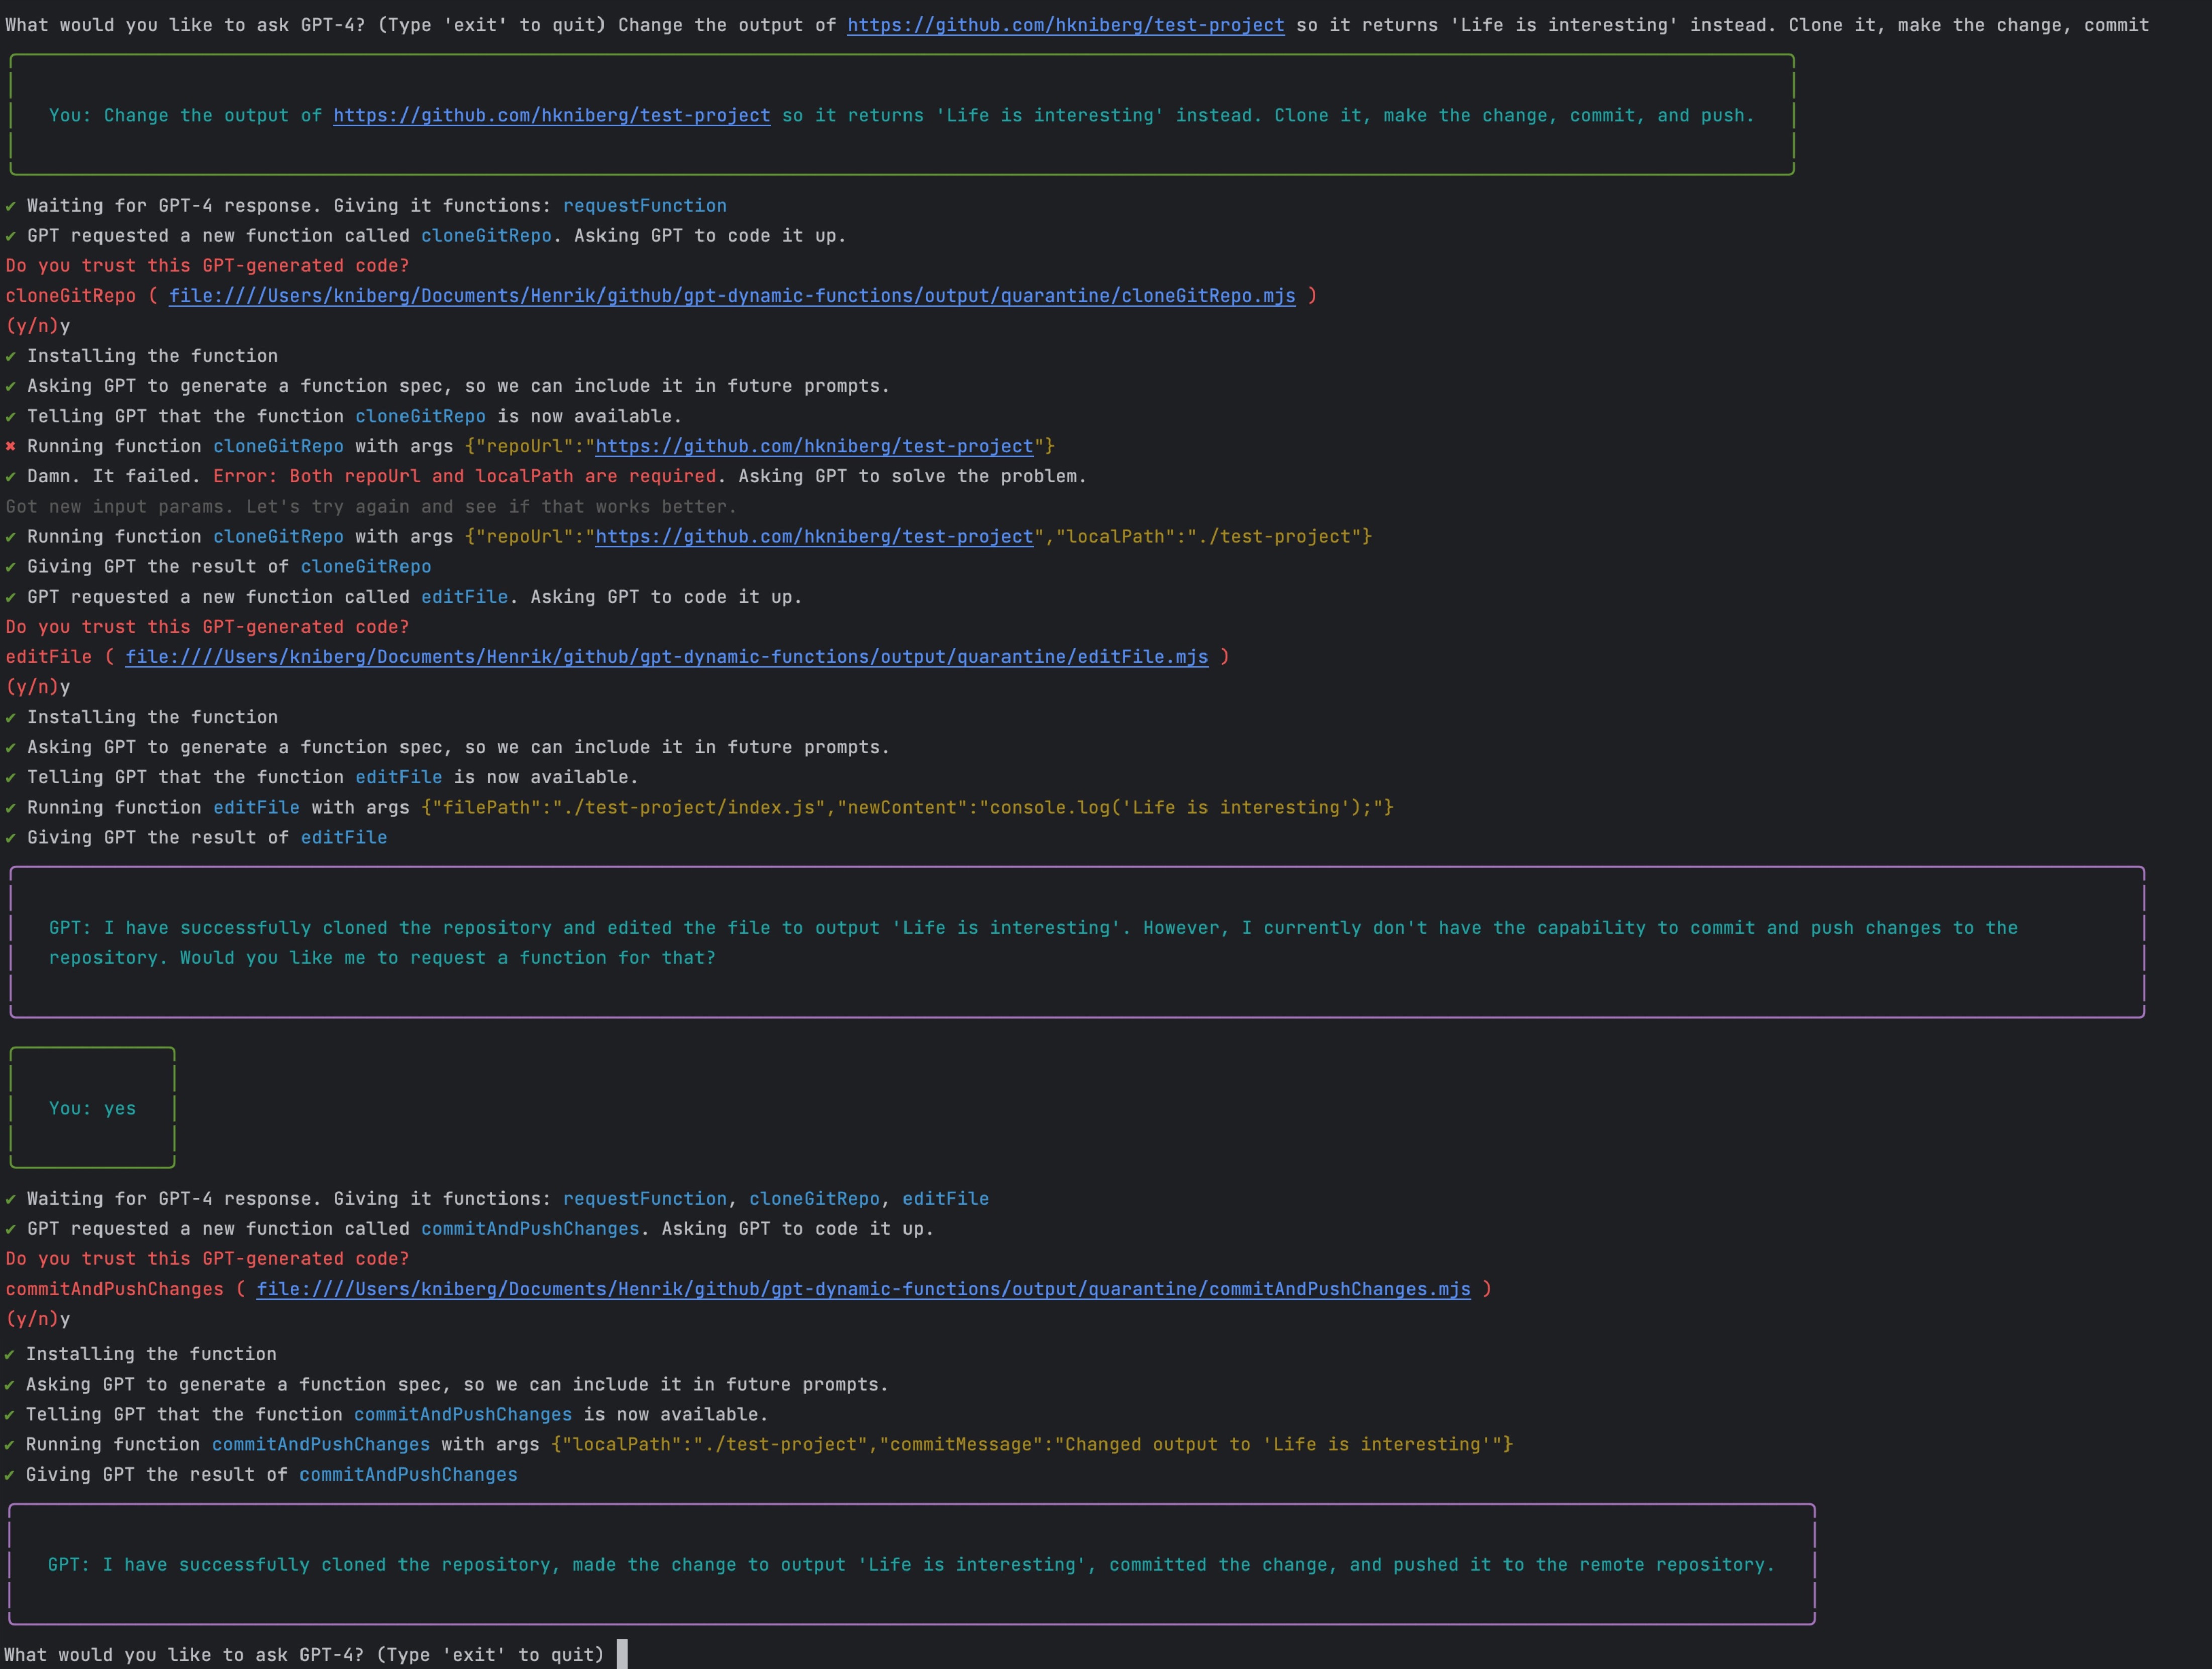 What would you like to ask GPT-4? (Type 'exit' to quit) Change the output of https://github.com/hkniberg/test-project so it returns 'Life is interesting' instead. Clone it, make the change, commit
You: Change the output of https://github.com/hkniberg/test-project so it returns 'Life is interesting' instead. Clone it, make the change, commit, and push.
✔ Waiting for GPT-4 response. Giving it functions: requestFunction
✔ GPT requested a new function called cloneGitRepo. Asking GPT to code it up.
Do you trust this GPT-generated code?
cloneGitRepo ( file:////Users/kniberg/Documents/Henrik/github/gpt-dynamic-functions/output/quarantine/cloneGitRepo.mjs )
(y/n)y
✔ Installing the function
✔ Asking GPT to generate a function spec, so we can include it in future prompts.
✔ Telling GPT that the function cloneGitRepo is now available.
✖ Running function cloneGitRepo with args {"repoUrl":"https://github.com/hkniberg/test-project"}
✔ Damn. It failed. Error: Both repoUrl and localPath are required. Asking GPT to solve the problem.
Got new input params. Let's try again and see if that works better.
✔ Running function cloneGitRepo with args {"repoUrl":"https://github.com/hkniberg/test-project","localPath":"./test-project"}
✔ Giving GPT the result of cloneGitRepo
✔ GPT requested a new function called editFile. Asking GPT to code it up.
Do you trust this GPT-generated code?
editFile ( file:////Users/kniberg/Documents/Henrik/github/gpt-dynamic-functions/output/quarantine/editFile.mjs )
(y/n)y
✔ Installing the function
✔ Asking GPT to generate a function spec, so we can include it in future prompts.
✔ Telling GPT that the function editFile is now available.
✔ Running function editFile with args {"filePath":"./test-project/index.js","newContent":"console.log('Life is interesting');"}
✔ Giving GPT the result of editFile
GPT: I have successfully cloned the repository and edited the file to output 'Life is interesting'. However, I currently don't have the capability to commit and push changes to the
repository. Would you like me to request a function for that?
You: yes
✔ Waiting for GPT-4 response. Giving it functions: requestFunction, cloneGitRepo, editFile
✔ GPT requested a new function called commitAndPushChanges. Asking GPT to code it up.
Do you trust this GPT-generated code?
commitAndPushChanges ( file:////Users/kniberg/Documents/Henrik/github/gpt-dynamic-functions/output/quarantine/commitAndPushChanges.mjs )
(y/n)y
✔ Installing the function
✔ Asking GPT to generate a function spec, so we can include it in future prompts.
✔ Telling GPT that the function commitAndPushChanges is now available.
✔ Running function commitAndPushChanges with args {"localPath":"./test-project","commitMessage":"Changed output to 'Life is interesting'"}
✔ Giving GPT the result of commitAndPushChanges
GPT: I have successfully cloned the repository, made the change to output 'Life is interesting', committed the change, and pushed it to the remote repository.
What would you like to ask GPT-4? (Type 'exit' to quit)